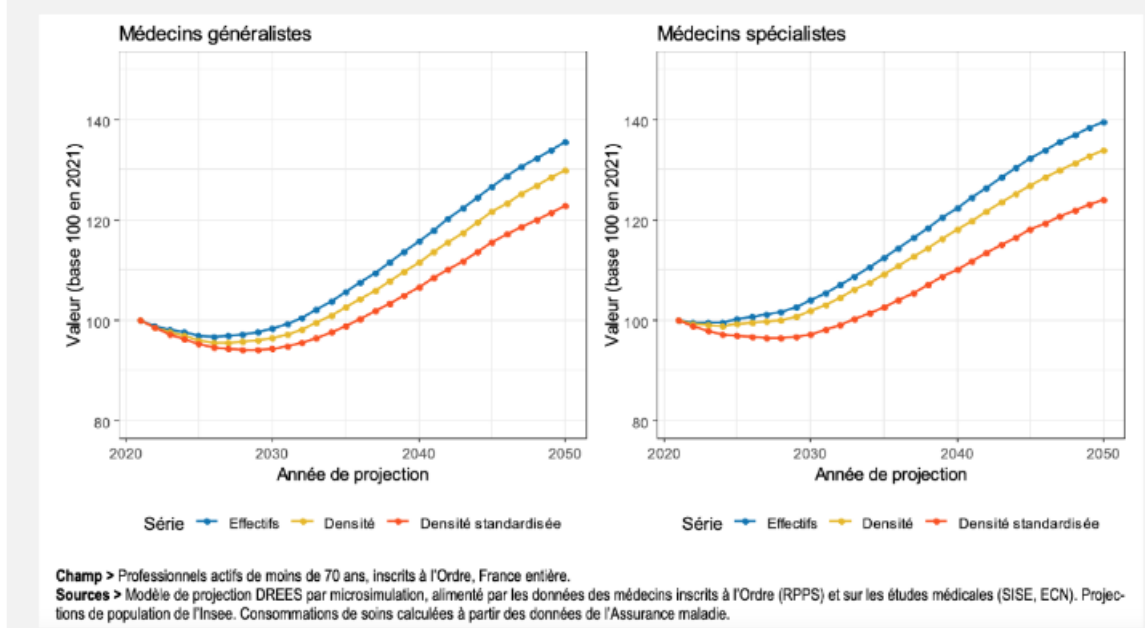 Médecins généralistes
Valeur (base 100 en 2021)
140
120
100
80
2020
2030
2040
2050
Année de projection
Série
Effectifs
Densité
Densité standardisée
Médecins spécialistes
Valeur (base 100 en 2021)
140
120
100
80
2020
2030
2040
2050
Année de projection
Série
Effectifs
Densité
Densité standardisée
Champ > Professionnels actifs de moins de 70 ans, inscrits à l'Ordre, France entière.
Sources > Modèle de projection DREES par microsimulation, alimenté par les données des médecins inscrits à l'Ordre (RPPS) et sur les études médicales (SISE, ECN). Projec-
tions de population de l'Insee. Consommations de soins calculées à partir des données de l'Assurance maladie.